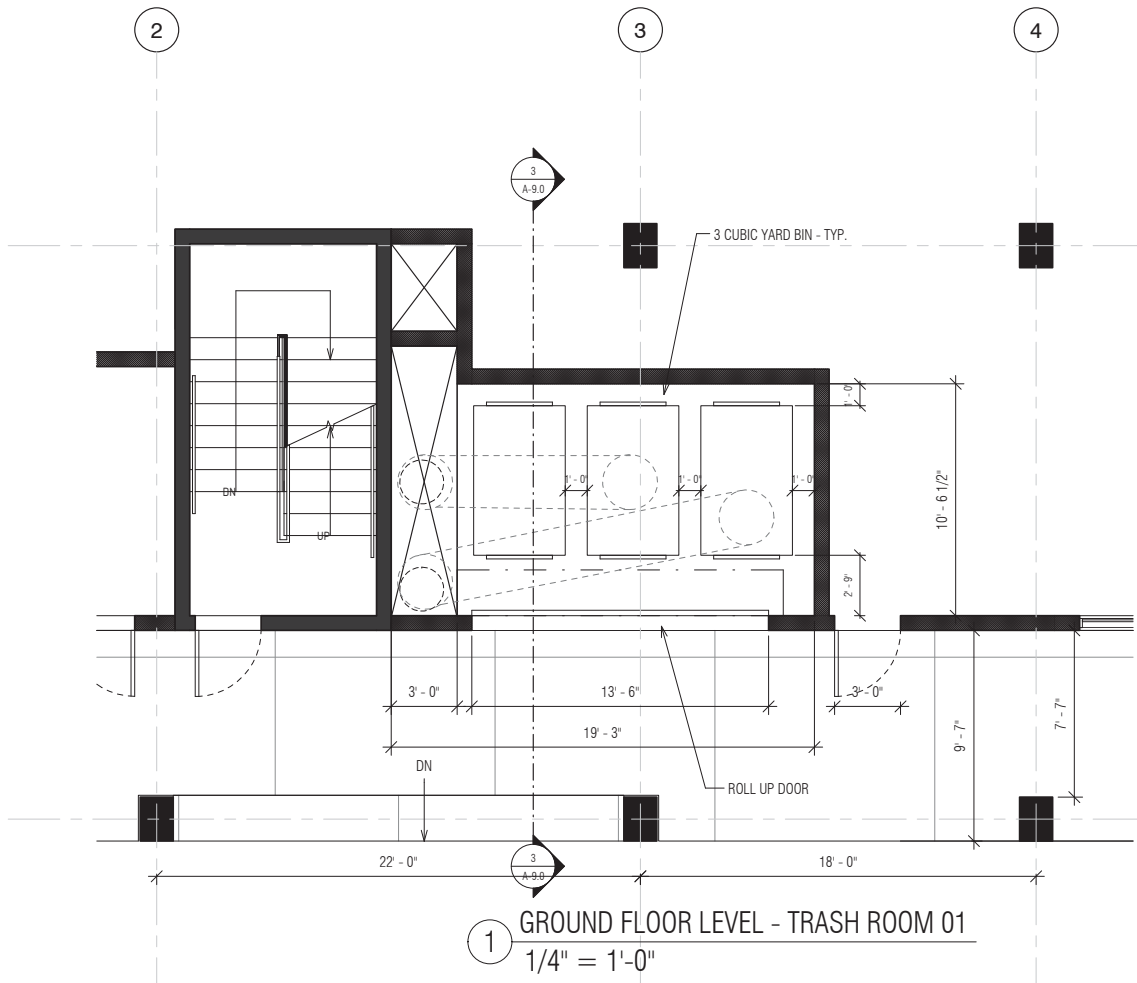 2
3
4
3
A-9.0
3 CUBIC YARD BIN - TYP.
1' - 0"
1' - 0"
1' - 0"
1' - 0"
10' - 6 1/2"
DN
UP
2' - 9"
3' - 0"
13' - 6"
3' - 0"
19' - 3"
9' - 7"
7' - 7"
DN
ROLL UP DOOR
22' - 0"
3
A-9.0
18' - 0"
1
GROUND FLOOR LEVEL - TRASH ROOM 01
1/4" = 1'-0"